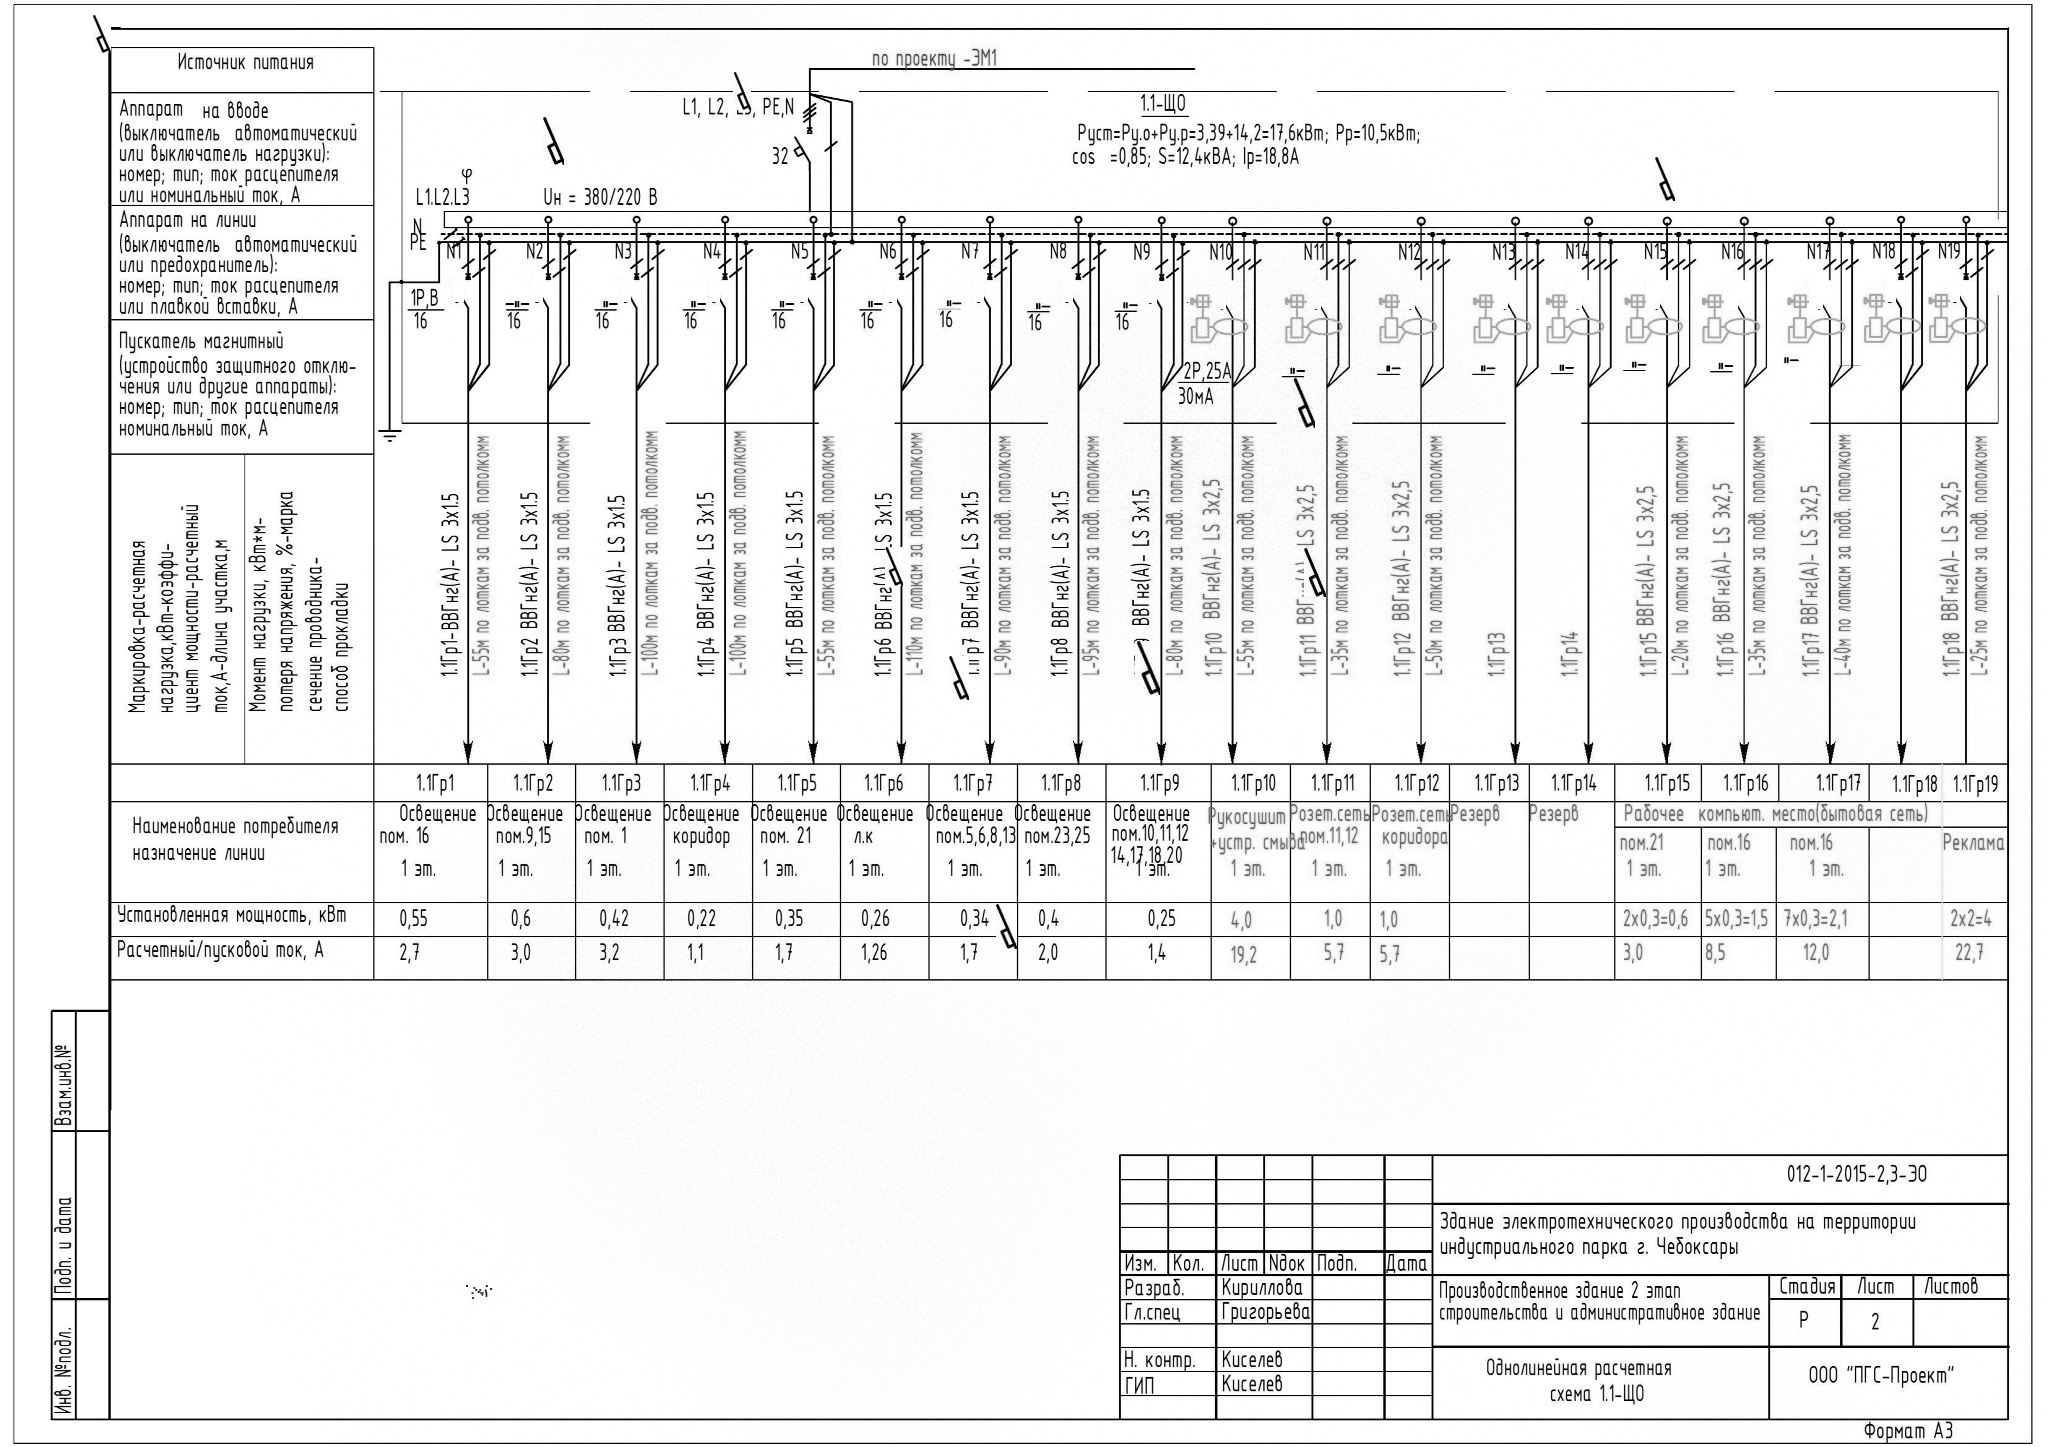 Источник питания
по проекту -ЭМ1
Аппарат на вводе
(выключатель автоматический
или выключатель нагрузки):
номер; тип; ток расцепителя
или номинальный ток, А
L1, L2, L3, PE,N
32
1.1-ЩО
Руст=Ру.о+Ру.р=3,39+14,2=17,6кВт; Рр=10,5кВт;
cos =0,85; S=12,4кВА; Ip=18,8А
φ
L1.L2.L3
Uн = 380/220 В
N
PE
Аппарат на линии
(выключатель автоматический
или предохранитель):
номер; тип; ток расцепителя
или плавкой вставки, А
N1 N2 N3 N4 N5 N6 N7 N8 N9 N10 N11 N12 N13 N14 N15 N16 N17 N18 N19
1Р,В
16 16 16 16 16 16 16 16 16
Пускатель магнитный
(устройство защитного отклю-
чения или другие аппараты):
номер; тип; ток расцепителя
номинальный ток, А
2Р,25А
30мА
"-
Маркировка-расчетная
нагрузка,кВт-коэффи-
циент мощности-расчетный
ток,А-длина участка,м
Момент нагрузки, кВт*м-
потеря напряжения, %-марка
сечение проводника-
способ прокладки
1.1Гр1-ВВГнг(А)- LS 3х1.5
L-55м по лоткам за подв. потолкомм
1.1Гр2 ВВГнг(А)- LS 3х1.5
L-80м по лоткам за подв. потолкомм
1.1Гр3 ВВГнг(А)- LS 3х1.5
L-100м по лоткам за подв. потолкомм
1.1Гр4 ВВГнг(А)- LS 3х1.5
L-100м по лоткам за подв. потолкомм
1.1Гр5 ВВГнг(А)- LS 3х1.5
L-55м по лоткам за подв. потолкомм
1.1Гр6 ВВГнг(А)- LS 3х1.5
L-110м по лоткам за подв. потолкомм
1.1Гр7 ВВГнг(А)- LS 3х1.5
L-90м по лоткам за подв. потолкомм
1.1Гр8 ВВГнг(А)- LS 3х1.5
L-95м по лоткам за подв. потолкомм
ВВГнг(А)- LS 3х1.5
L-80м по лоткам за подв. потолкомм
1.1Гр10 ВВГнг(А)- LS 3х2,5
L-55м по лоткам за подв. потолкомм
1.1Гр11 LS 3х2,5
L-35м по лоткам за подв. потолкомм
1.1Гр12 ВВГнг(А)- LS 3х2,5
L-50м по лоткам за подв. потолкомм
1.1Гр13
1.1Гр14
1.1Гр15 ВВГнг(А)- LS 3х2,5
L-20м по лоткам за подв. потолкомм
1.1Гр16 ВВГнг(А)- LS 3х2,5
L-35м по лоткам за подв. потолкомм
1.1Гр17 ВВГнг(А)- LS 3х2,5
L-40м по лоткам за подв. потолкомм
1.1Гр18 ВВГнг(А)- LS 3х2,5
L-25м по лоткам за подв. потолкомм
1.1Гр1 1.1Гр2 1.1Гр3 1.1Гр4 1.1Гр5 1.1Гр6 1.1Гр7 1.1Гр8 1.1Гр9 1.1Гр10 1.1Гр11 1.1Гр12 1.1Гр13 1.1Гр14 1.1Гр15 1.1Гр16 1.1Гр17 1.1Гр18 1.1Гр19
Наименование потребителя
назначение линии
Освещение
пом. 16
1 эт.
Освещение
пом.9,15
1 эт.
Освещение
пом. 1
1 эт.
Освещение
коридор
1 эт.
Освещение
пом. 21
1 эт.
Освещение
л.к
1 эт.
Освещение
пом.5,6,8,13
1 эт.
Освещение
пом.23,25
1 эт.
Освещение
пом.10,11,12
14,17,18,20
1 эт.
Рукосушит
+устр. смыва
1 эт.
Розет.сеть
пом.11,12
1 эт.
Розет.сеть
коридора
1 эт.
Резерв
Резерв
Рабочее компьют. место(бытовая сеть)
пом.21
1 эт.
пом.16
1 эт.
пом.16
1 эт.
Реклама
Установленная мощность, кВт 0,55 0,6 0,42 0,22 0,35 0,26 0,34 0,4 0,25 4,0 1,0 1,0 2х0,3=0,6 5х0,3=1,5 7х0,3=2,1 2х2=4
Расчетный/пусковой ток, А 2,7 3,0 3,2 1,1 1,7 1,26 1,7 2,0 1,4 19,2 5,7 5,7 3,0 8,5 12,0 22,7
Взам.инв.№
Подп. и дата
Инв. №подл.
012-1-2015-2,3-ЭО
Здание электротехнического производства на территории
индустриального парка г. Чебоксары
Изм. Кол. Лист Nдок Подп. Дата
Разраб. Кириллова
Гл.спец Григорьева
Н. контр. Киселев
ГИП Киселев
Производственное здание 2 этап
строительства и административное здание
Стадия Лист Листов
Р 2
Однолинейная расчетная
схема 1.1-ЩО
ООО "ПГС-Проект"
Формат А3